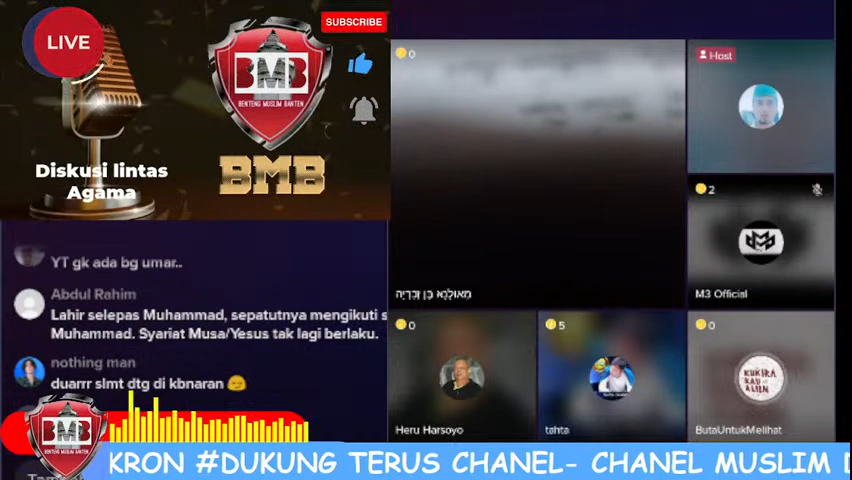 LIVE
SUBSCRIBE
BMB
BENTENG MUSLIM BANTEN
BMB
Diskusi lintas
Agama
YT gk ada bg umar..
Abdul Rahim
Lahir selepas Muhammad, sepatutnya mengikuti s
Muhammad. Syariat Musa/Yesus tak lagi berlaku.
nothing man
duarrr slmt dtg di kbnaran 😊
0
Host
2
M3 Official
0
Heru Harsoyo
5
tahta
0
KUKIRA
KAU
ALIEN
ButaUntukMelihat
BMB
KRON #DUKUNG TERUS CHANEL- CHANEL MUSLIM D